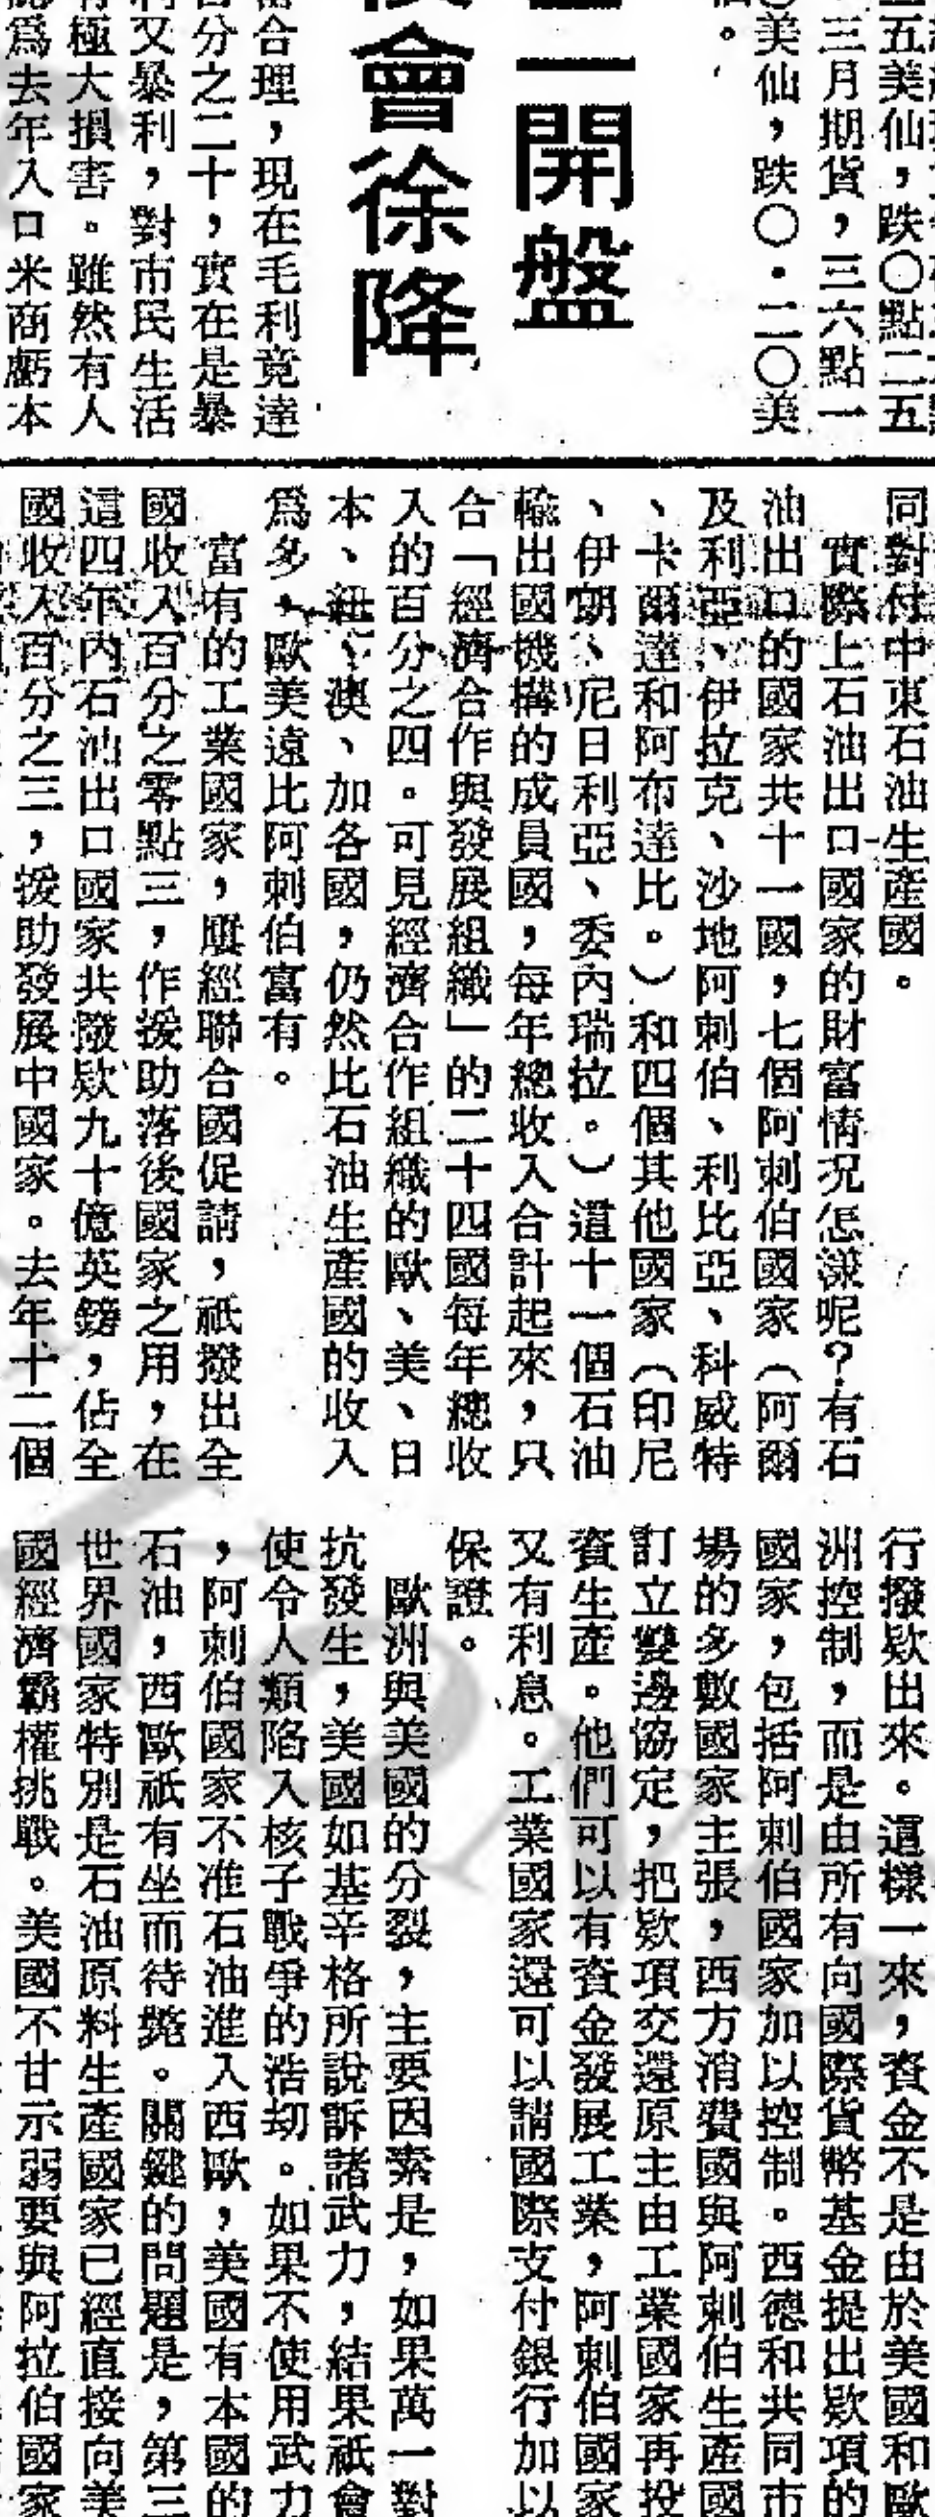 五美仙，跌〇點二五
三月期貨，三六點一
〇美仙，跌〇・二〇美
仙。
一開盤
會徐降
合理，現在毛利竟達
百分之二十，實在是暴
利又暴利，對市民生活
有極大損害。雖然有人
認爲去年入口米商虧本
同對付中東石油生產國。
實際上石油出口國家的財富情況怎樣呢？有石
油出口的國家共十一國，七個阿刺伯國家（阿爾
及利亞、伊拉克、沙地阿刺伯、利比亞、科威特
、卡爾達和阿布達比。）和四個其他國家（印尼
、伊朗、尼日利亞、委內瑞拉。）這十一個石油
輸出國機構的成員國，每年總收入合計起來，只
合「經濟合作與發展組織」的二十四國每年總收
入的百分之四。可見經濟合作組織的歐、美、日
本、紐、澳、加各國，仍然比石油生產國的收入
爲多，歐美遠比阿刺伯富有。
富有的工業國家，屢經聯合國促請，祇撥出全
國收入百分之零點三，作援助落後國家之用，在
這四年內石油出口國家共撥欵九十億英鎊，佔全
國收入百分之三，援助發展中國家。去年十二個
行撥欵出來。這樣一來，資金不是由於美國和歐
洲控制，而是由所有向國際貨幣基金提出欵項的
國家，包括阿刺伯國家加以控制。西德和共同市
場的多數國家主張，西方消費國與阿刺伯生產國
訂立雙邊協定，把欵項交還原主由工業國家再投
資生產。他們可以有資金發展工業，阿刺伯國家
又有利息。工業國家還可以請國際支付銀行加以
保證。
歐洲與美國的分裂，主要因素是，如果萬一對
抗發生，美國如基辛格所說訴諸武力，結果祇會
使令人類陷入核子戰爭的浩刧。如果不使用武力
，阿刺伯國家不准石油進入西歐，美國有本國的
石油，西歐祇有坐而待斃。關鍵的問題是，第三
世界國家特別是石油原料生產國家已經直接向美
國經濟霸權挑戰。美國不甘示弱要與阿拉伯國家